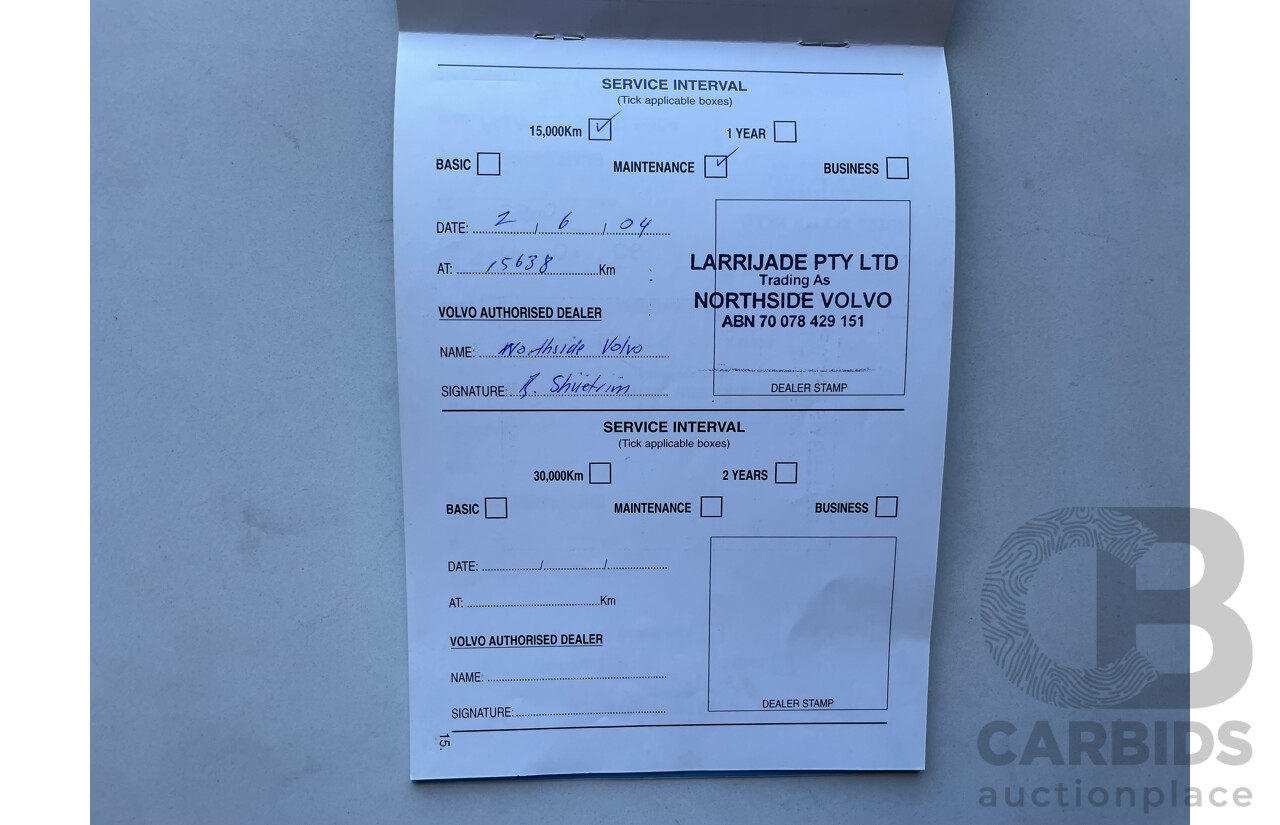 SERVICE INTERVAL
(Tick applicable boxes)
15,000Km ✓ 1 YEAR
BASIC MAINTENANCE ✓ BUSINESS
DATE: 2 / 6 / 04
AT: 15638 Km
VOLVO AUTHORISED DEALER
NAME: Northside Volvo
SIGNATURE: Shuetrim
LARRIJADE PTY LTD
Trading As
NORTHSIDE VOLVO
ABN 70 078 429 151
DEALER STAMP
SERVICE INTERVAL
(Tick applicable boxes)
30,000Km 2 YEARS
BASIC MAINTENANCE BUSINESS
DATE: ............/............/............
AT: ............Km
VOLVO AUTHORISED DEALER
NAME: ............
SIGNATURE: ............
DEALER STAMP
15.
CB
CARBIDS
auctionplace